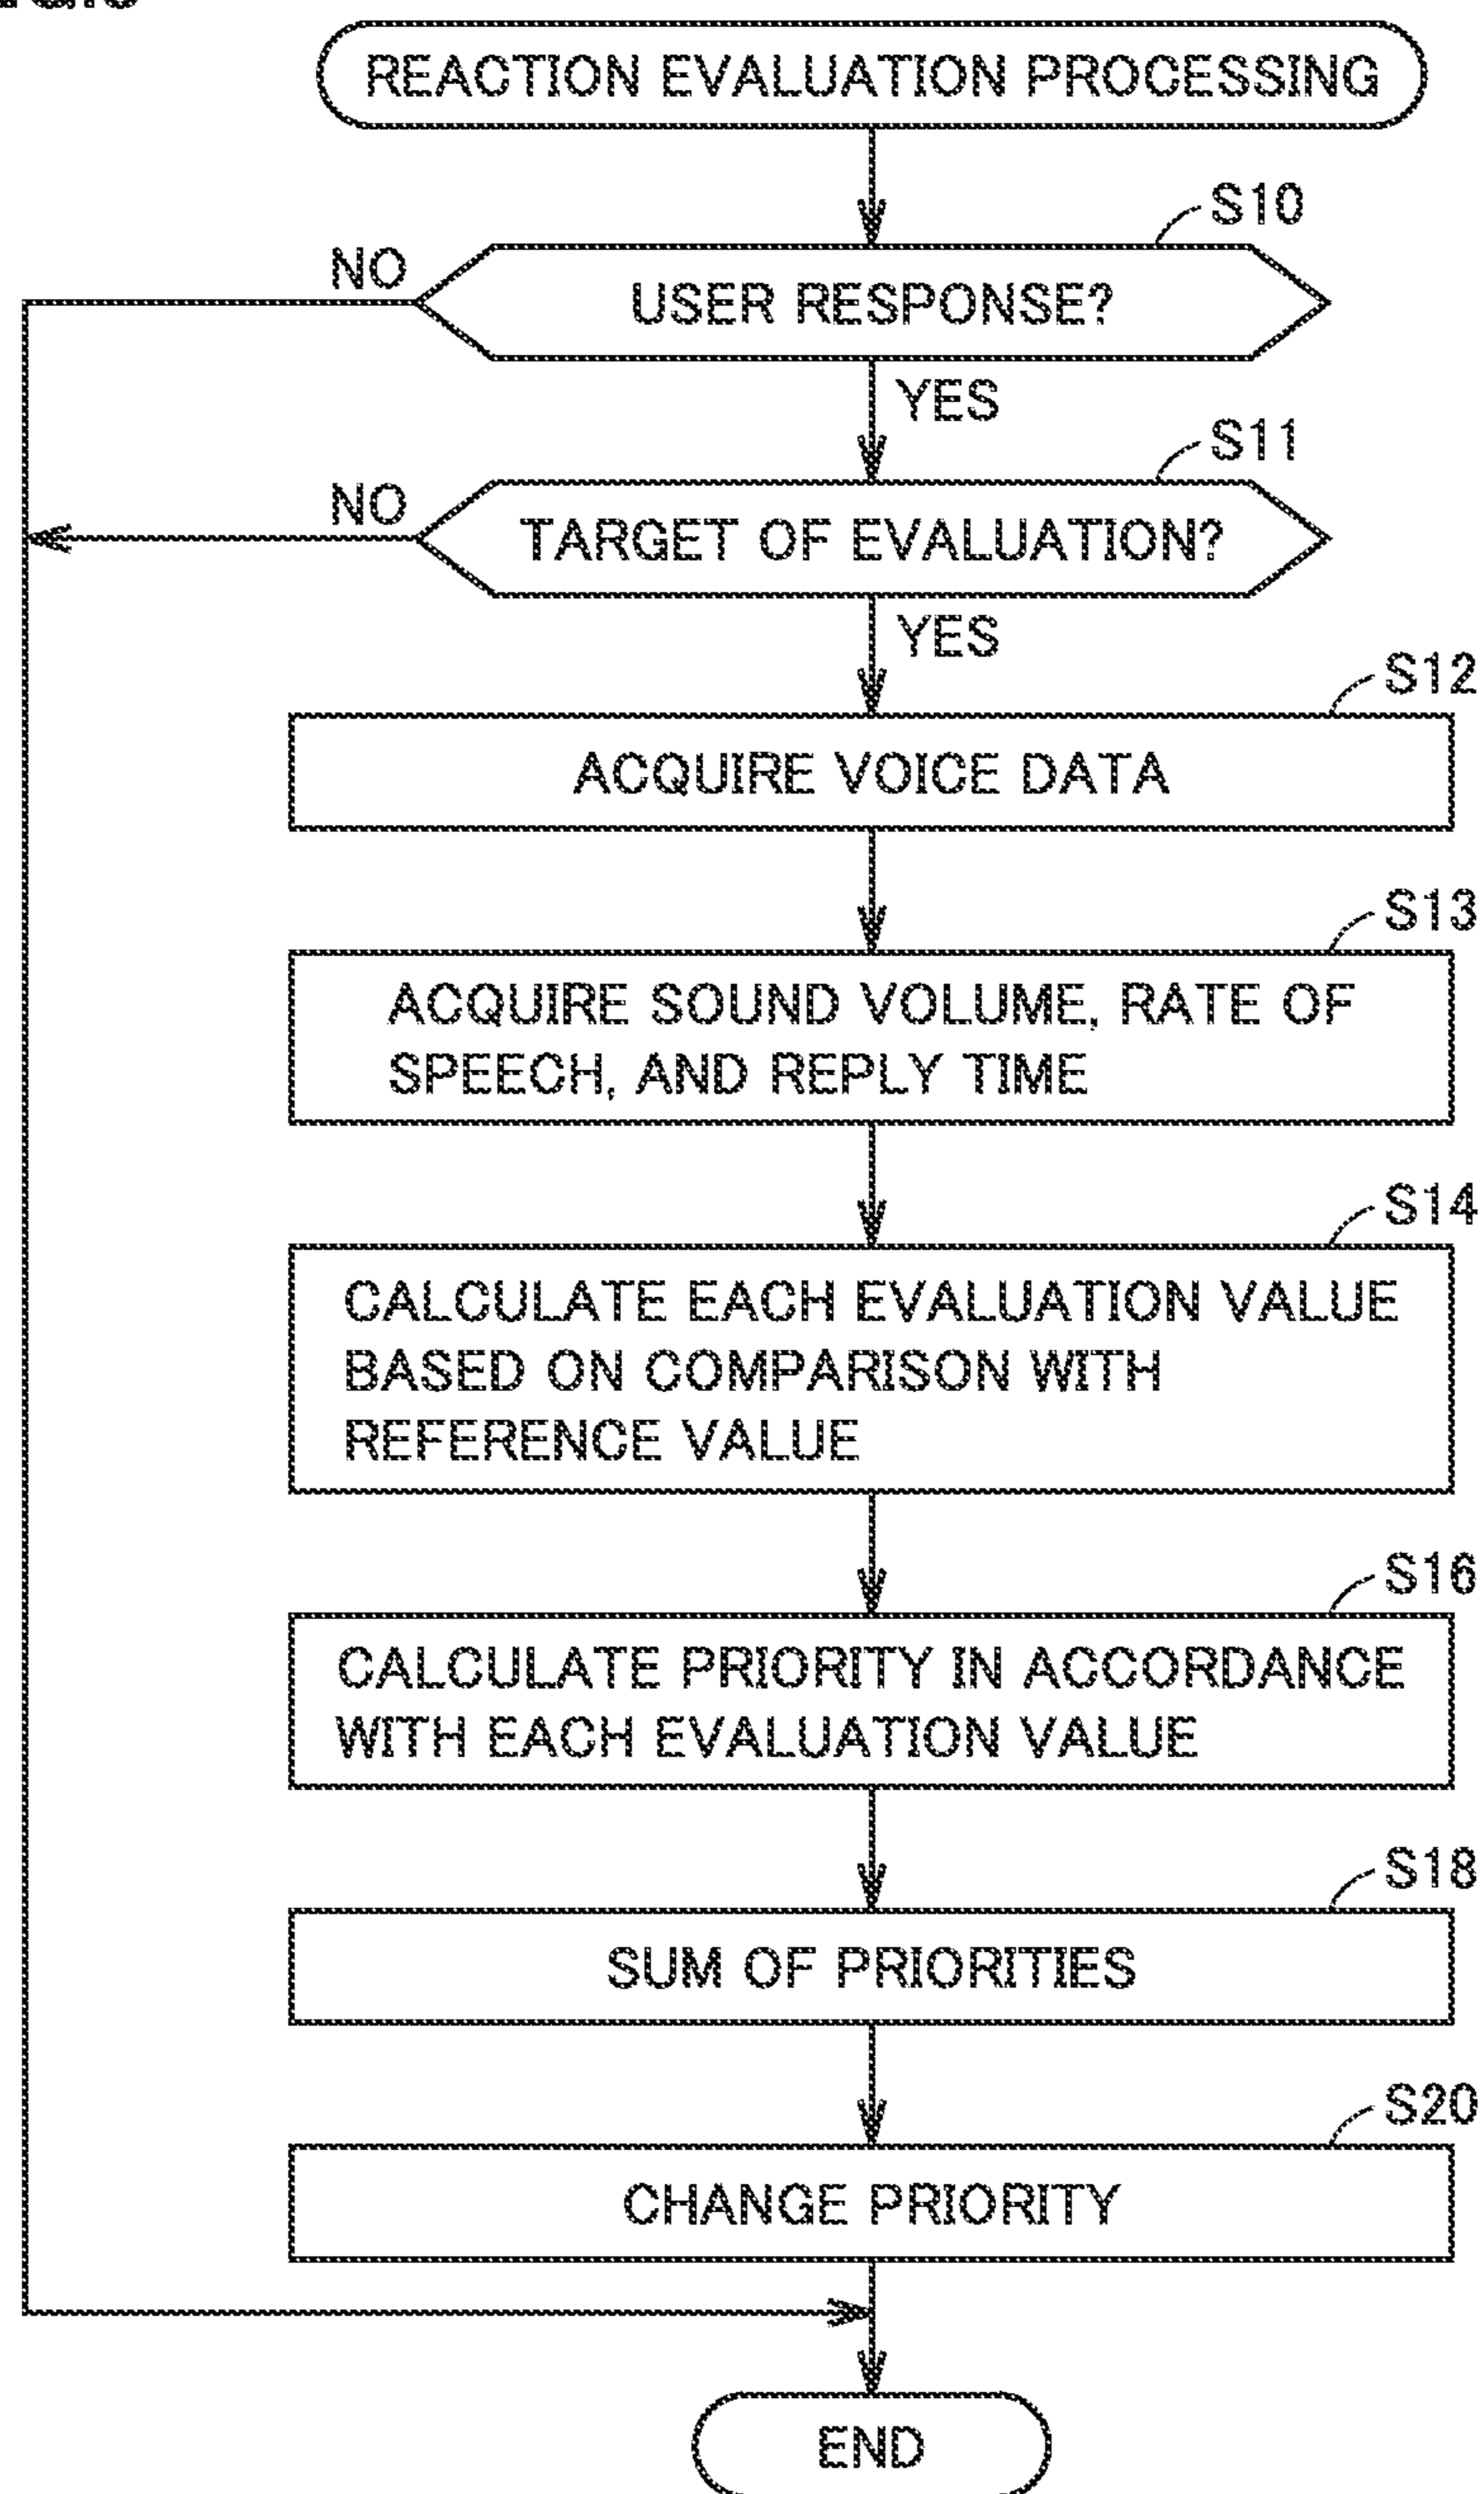 REACTION EVALUATION PROCESSING
S10
NO
USER RESPONSE?
YES
S11
NO
TARGET OF EVALUATION?
YES
S12
ACQUIRE VOICE DATA
S13
ACQUIRE SOUND VOLUME, RATE OF
SPEECH, AND REPLY TIME
S14
CALCULATE EACH EVALUATION VALUE
BASED ON COMPARISON WITH
REFERENCE VALUE
S16
CALCULATE PRIORITY IN ACCORDANCE
WITH EACH EVALUATION VALUE
S18
SUM OF PRIORITIES
S20
CHANGE PRIORITY
END